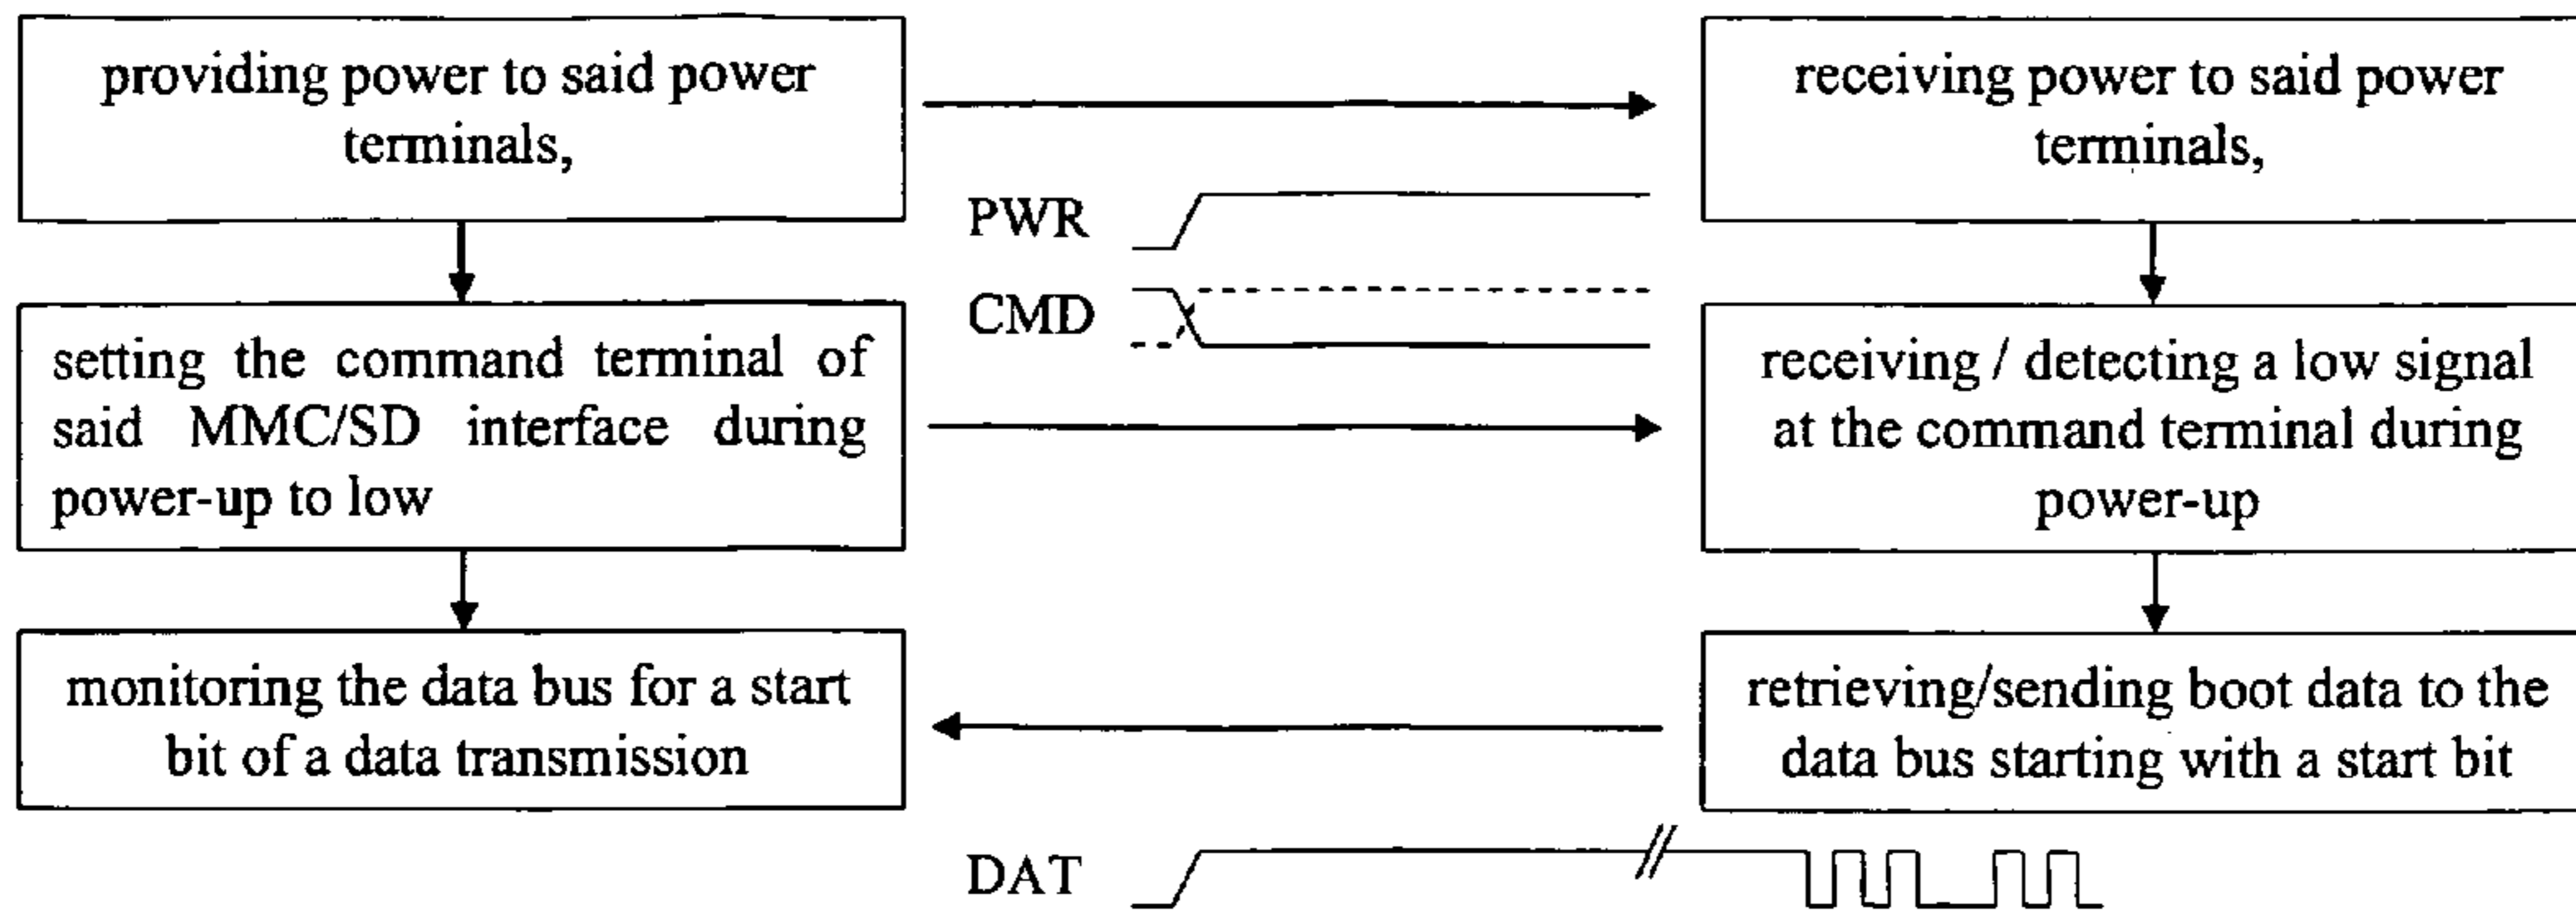 providing power to said power
terminals,
receiving power to said power
terminals,
PWR
CMD
setting the command terminal of
said MMC/SD interface during
power-up to low
receiving / detecting a low signal
at the command terminal during
power-up
monitoring the data bus for a start
bit of a data transmission
retrieving/sending boot data to the
data bus starting with a start bit
DAT